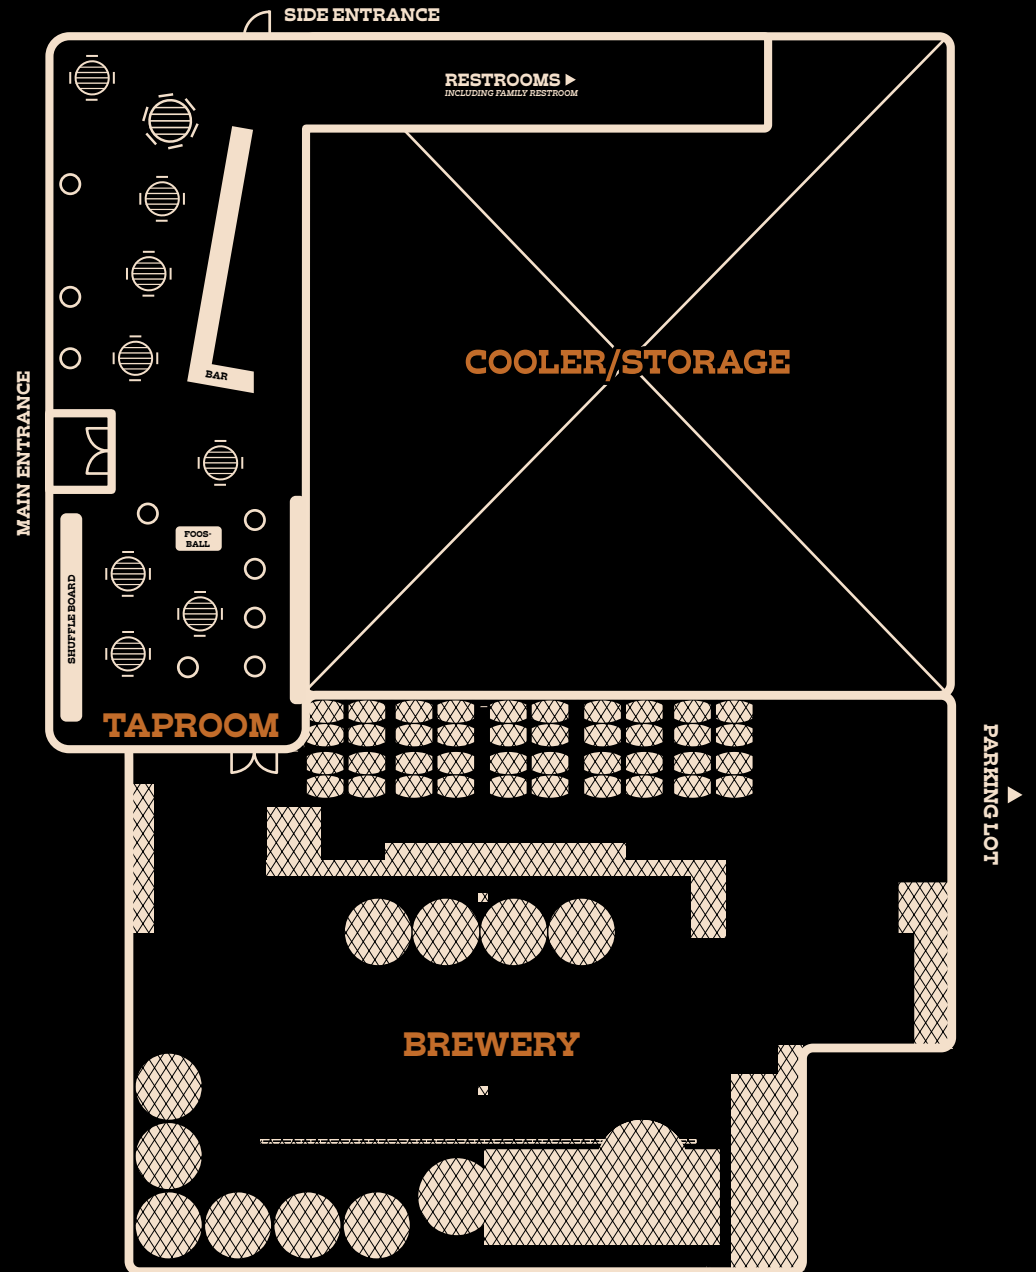 SIDE ENTRANCE
RESTROOMS
INCLUDING FAMILY RESTROOM
COOLER/STORAGE
BAR
MAIN ENTRANCE
FOOS-
BALL
SHUFFLE BOARD
TAPROOM
PARKING LOT
BREWERY